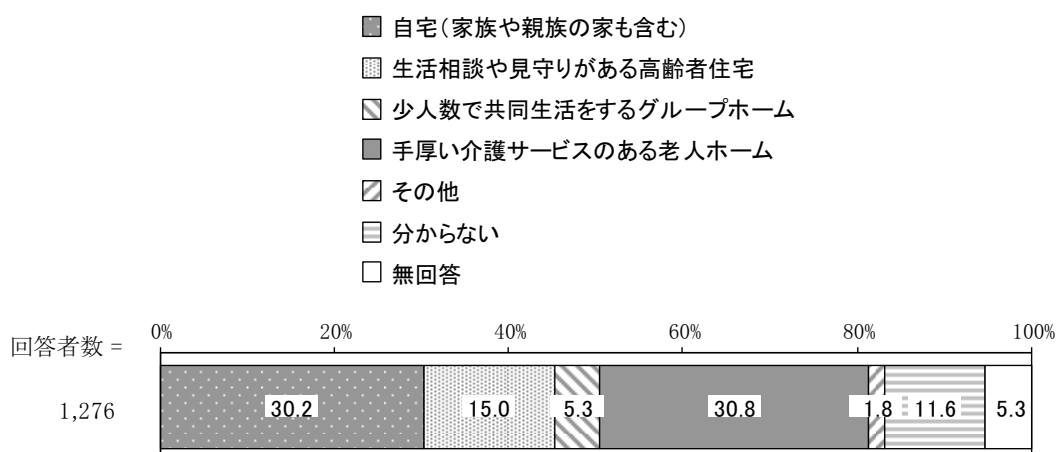 自宅(家族や親族の家も含む)
生活相談や見守りがある高齢者住宅
少人数で共同生活をするグループホーム
手厚い介護サービスのある老人ホーム
その他
分からない
無回答
0% 20% 40% 60% 80% 100%
回答者数 =
1,276 30.2 15.0 5.3 30.8 1.8 11.6 5.3